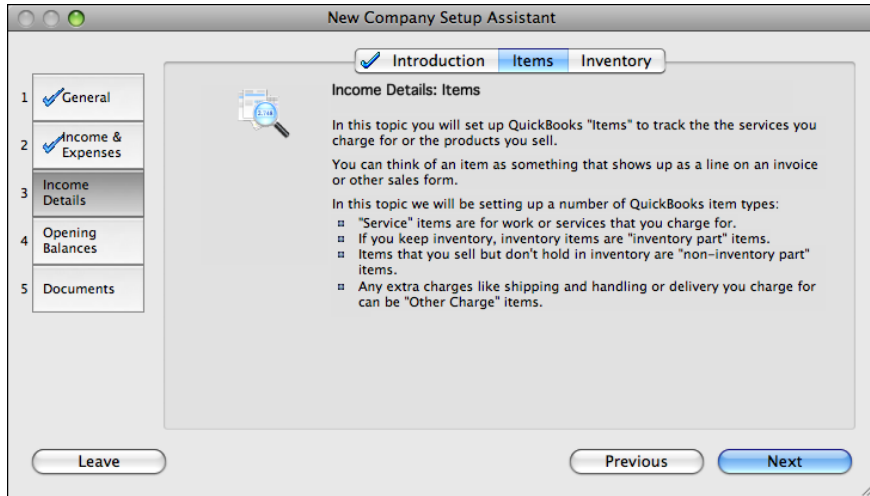 New Company Setup Assistant
Introduction Items Inventory
1 General
2 Income &
Expenses
3 Income
Details
4 Opening
Balances
5 Documents
Income Details: Items
In this topic you will set up QuickBooks "Items" to track the the services you
charge for or the products you sell.
You can think of an item as something that shows up as a line on an invoice
or other sales form.
In this topic we will be setting up a number of QuickBooks item types:
"Service" items are for work or services that you charge for.
If you keep inventory, inventory items are "inventory part" items.
Items that you sell but don't hold in inventory are "non-inventory part"
items.
Any extra charges like shipping and handling or delivery you charge for
can be "Other Charge" items.
Leave
Previous Next